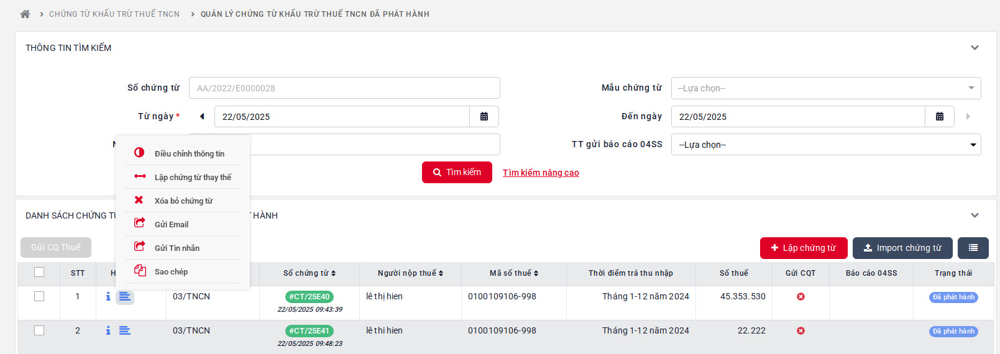 CHỨNG TỪ KHẤU TRỪ THUẾ TNCN QUẢN LÝ CHỨNG TỪ KHẤU TRỪ THUẾ TNCN ĐÃ PHÁT HÀNH
THÔNG TIN TÌM KIẾM
Số chứng từ AA/2022/E0000028 Mẫu chứng từ --Lựa chọn--
Từ ngày * 22/05/2025 Đến ngày 22/05/2025
TT gửi báo cáo 04SS --Lựa chọn--
Tìm kiếm Tìm kiếm nâng cao
Điều chỉnh thông tin
Lập chứng từ thay thế
Xóa bỏ chứng từ
Gửi Email
Gửi Tin nhắn
Sao chép
DANH SÁCH CHỨNG TỪ T HÀNH
Gửi CQ Thuế Lập chứng từ Import chứng từ
STT H Số chứng từ Người nộp thuế Mã số thuế Thời điểm trả thu nhập Số thuế Gửi CQT Báo cáo 04SS Trạng thái
1 03/TNCN #CT/25E40 lê thị hien 0100109106-998 Tháng 1-12 năm 2024 45.353.530 Đã phát hành
22/05/2025 09:43:39
2 03/TNCN #CT/25E41 lê thi hien 0100109106-998 Tháng 1-12 năm 2024 22.222 Đã phát hành
22/05/2025 09:48:23